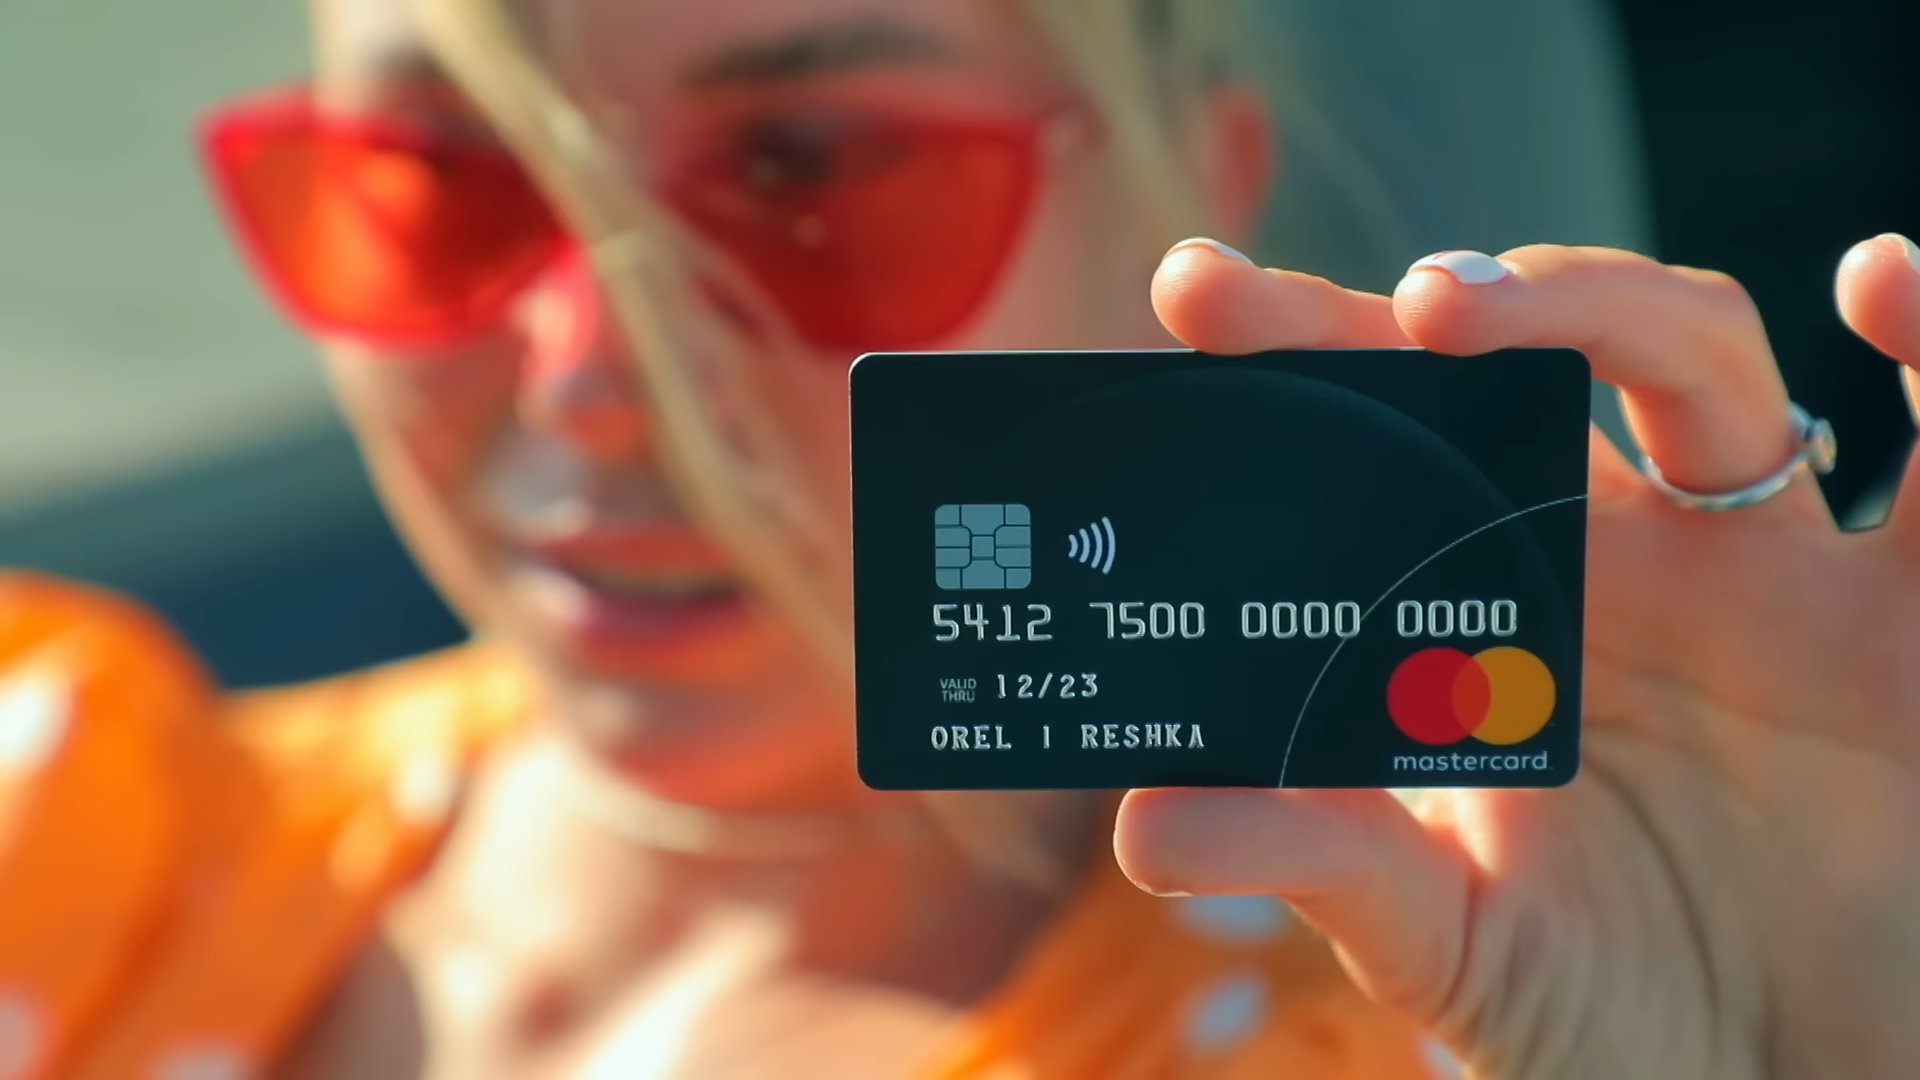 5412 7500 0000 0000
VALID
THRU 12/23
OREL I RESHKA
mastercard.